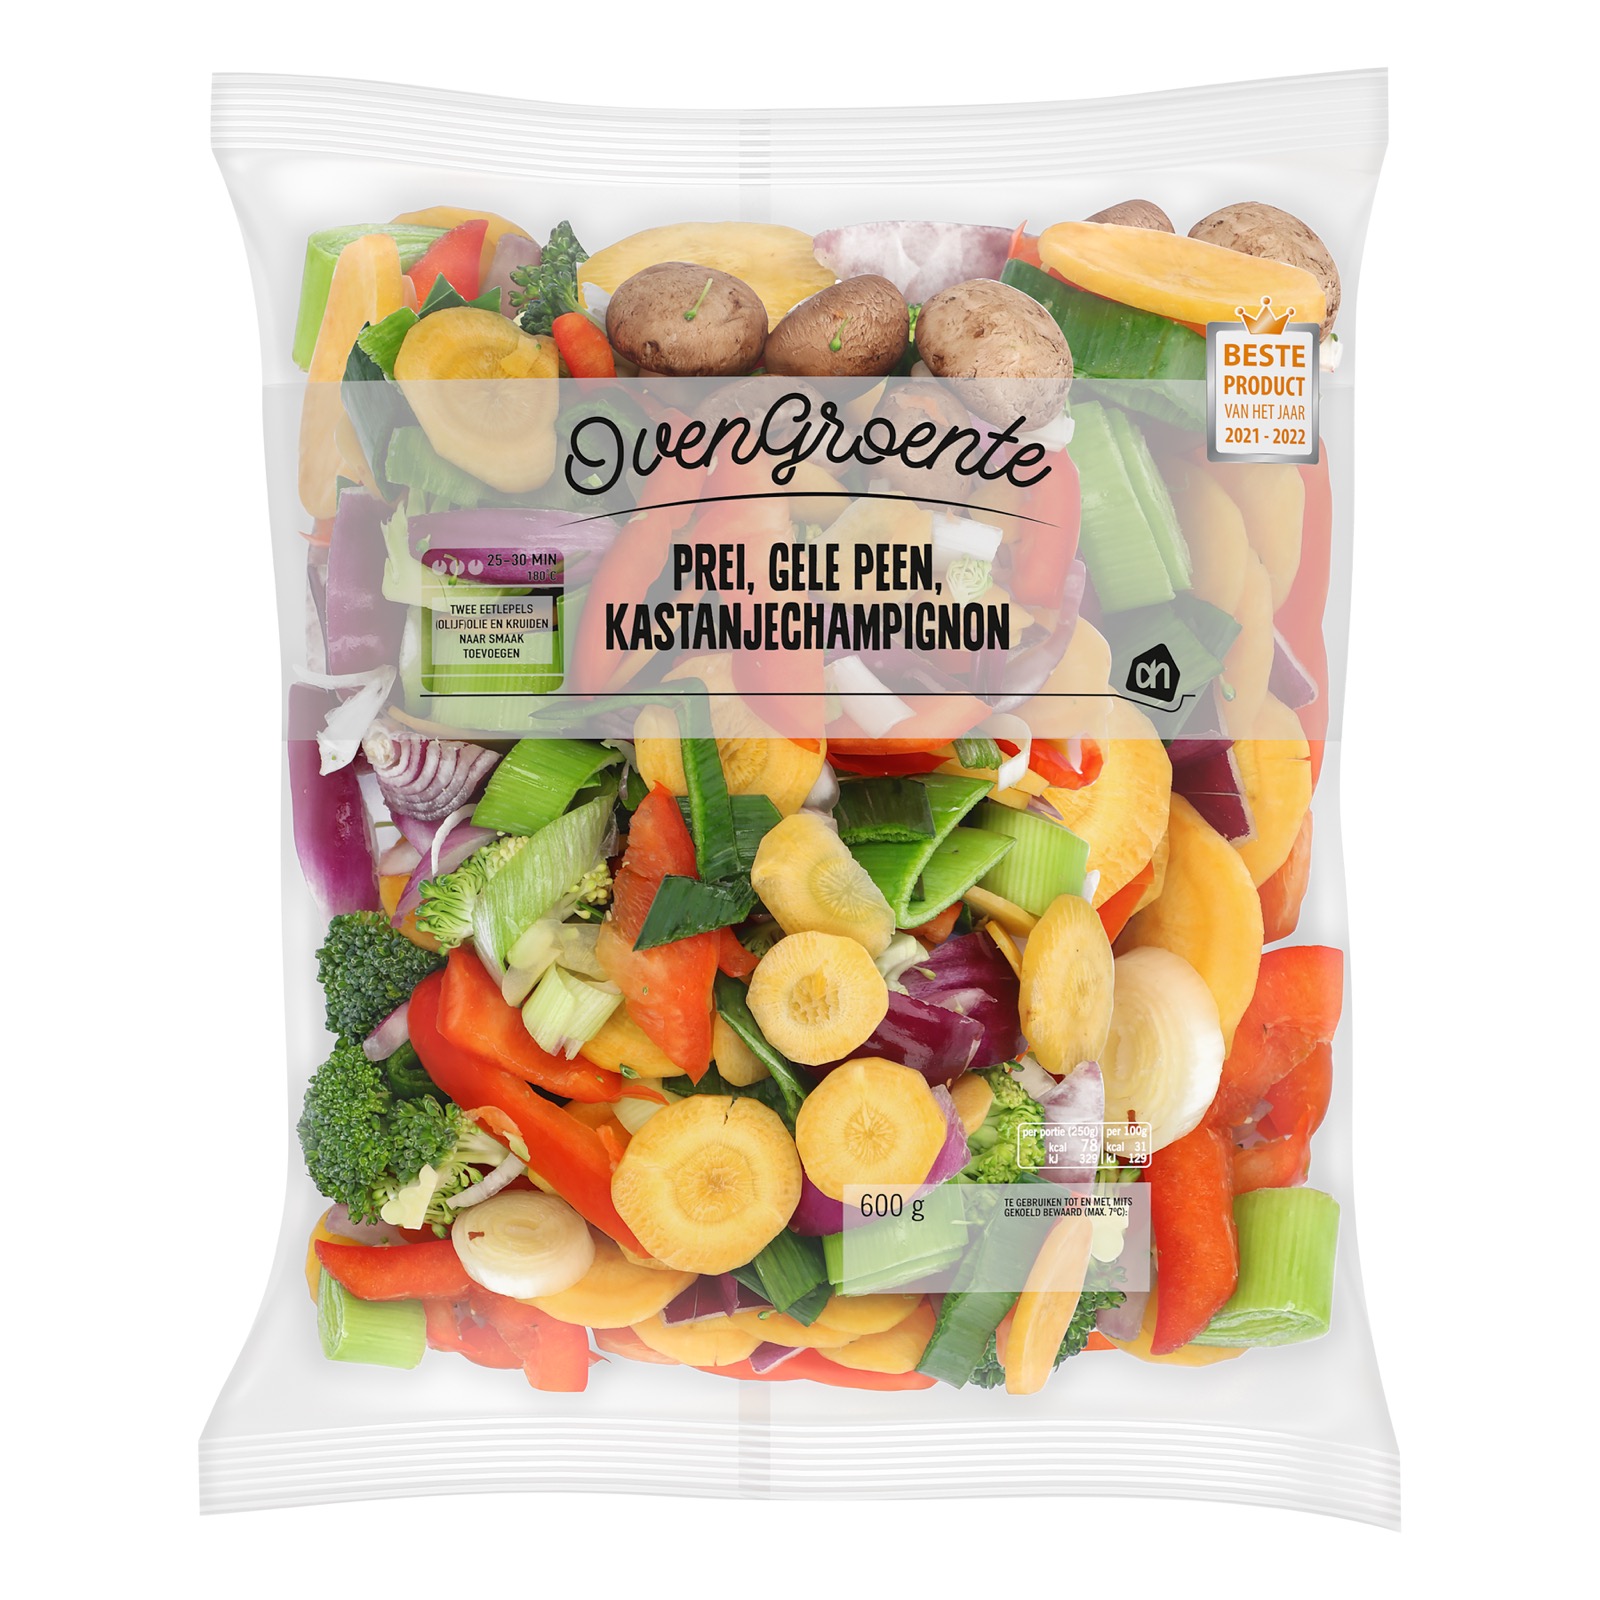 BESTE
PRODUCT
VAN HET JAAR
2021 - 2022
OvenGroente
PREI, GELE PEEN,
KASTANJECHAMPIGNON
25-30 MIN
180°C
TWEE EETLEPELS
(OLIJF)OLIE EN KRUIDEN
NAAR SMAAK
TOEVOEGEN
ah
per portie (250g) per 100g
kcal 78 kcal 31
kJ 329 kJ 129
600 g
TE GEBRUIKEN TOT EN MET, MITS
GEKOELD BEWAARD (MAX. 7°C):